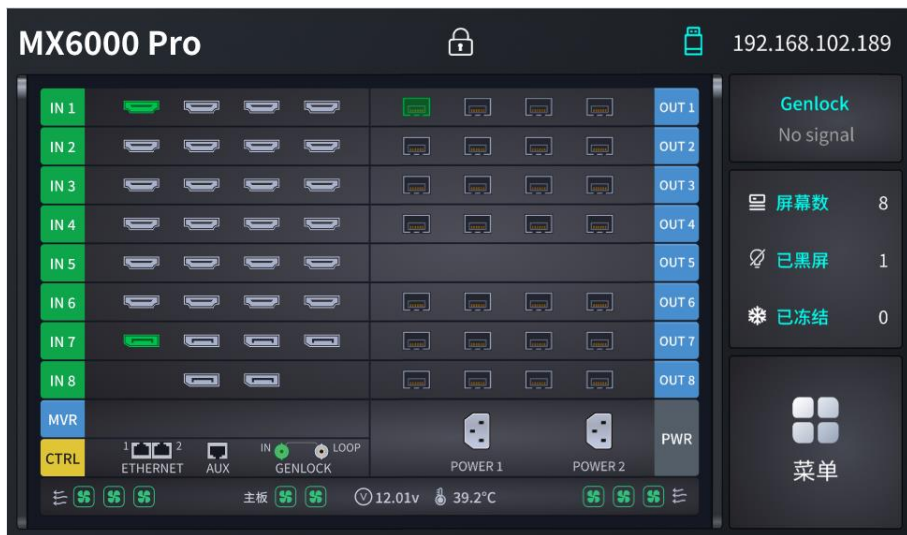 MX6000 Pro
192.168.102.189
IN 1
OUT 1
IN 2
OUT 2
IN 3
OUT 3
IN 4
OUT 4
IN 5
OUT 5
IN 6
OUT 6
IN 7
OUT 7
IN 8
OUT 8
MVR
CTRL
1 2
ETHERNET
AUX
IN LOOP
GENLOCK
POWER 1
POWER 2
PWR
主板
V 12.01v
39.2°C
Genlock
No signal
屏幕数 8
已黑屏 1
已冻结 0
菜单